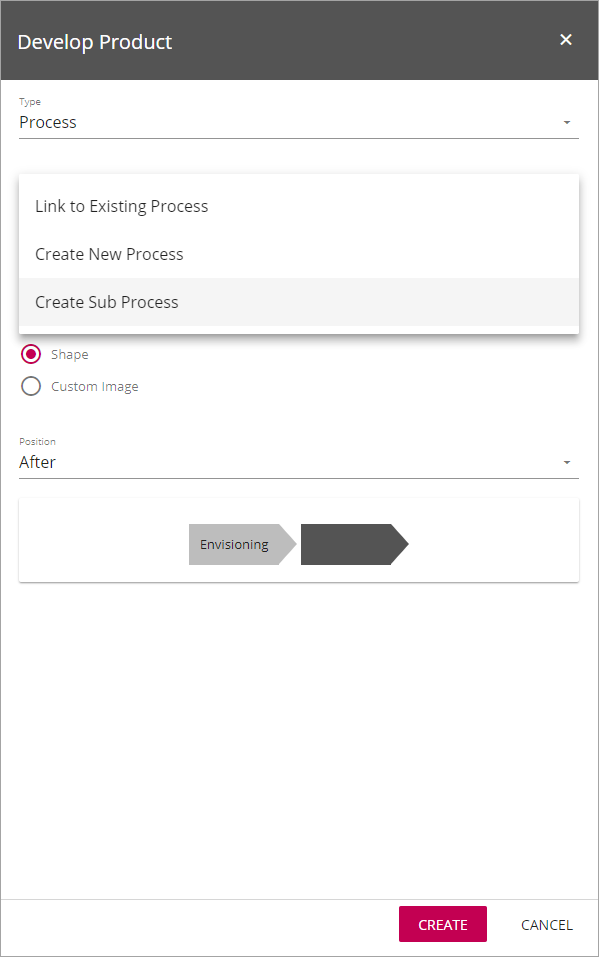 Develop Product
Type
Process
Link to Existing Process
Create New Process
Create Sub Process
Shape
Custom Image
Position
After
Envisioning
CREATE CANCEL